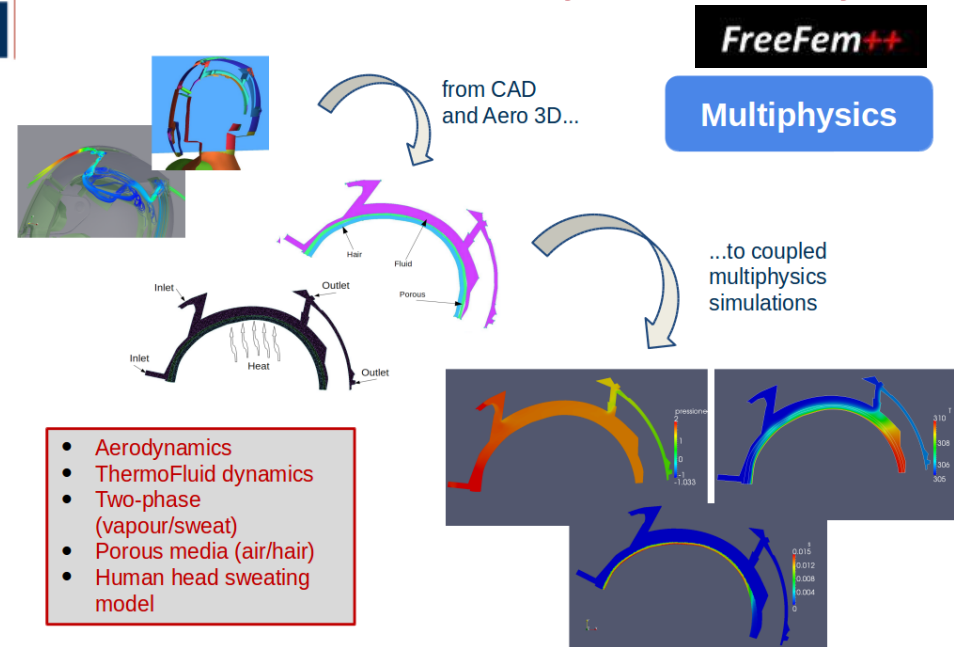 FreeFem++
Multiphysics
from CAD
and Aero 3D...
Hair
Fluid
Porous
...to coupled
multiphysics
simulations
Inlet
Outlet
Inlet
Heat
Outlet
• Aerodynamics
• ThermoFluid dynamics
• Two-phase
(vapour/sweat)
• Porous media (air/hair)
• Human head sweating
model
pressione
2
1
0
-1
-1.033
T
310
308
306
305
s
0.015
0.012
0.008
0.004
0